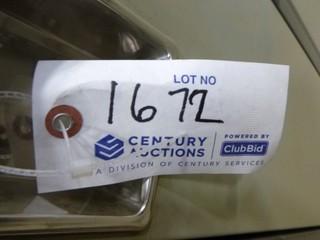 LOT NO
1672
CENTURY AUCTIONS
POWERED BY
ClubBid
A DIVISION OF CENTURY SERVICES